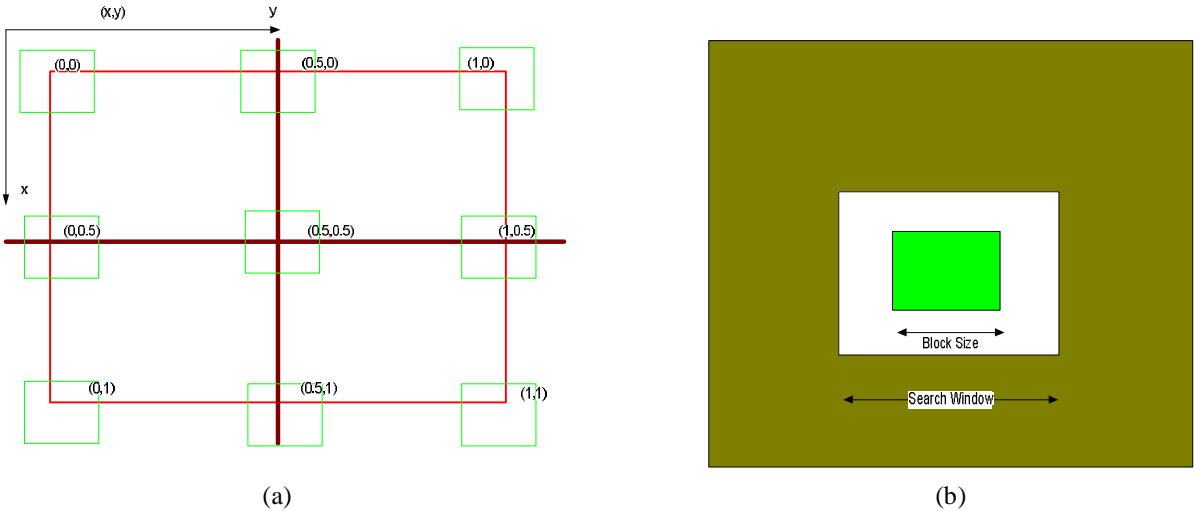 (x,y)
y
(0,0)
(0.5,0)
(1,0)
x
(0,0.5)
(0.5,0.5)
(1,0.5)
(0,1)
(0.5,1)
(1,1)
(a)
Block Size
Search Window
(b)